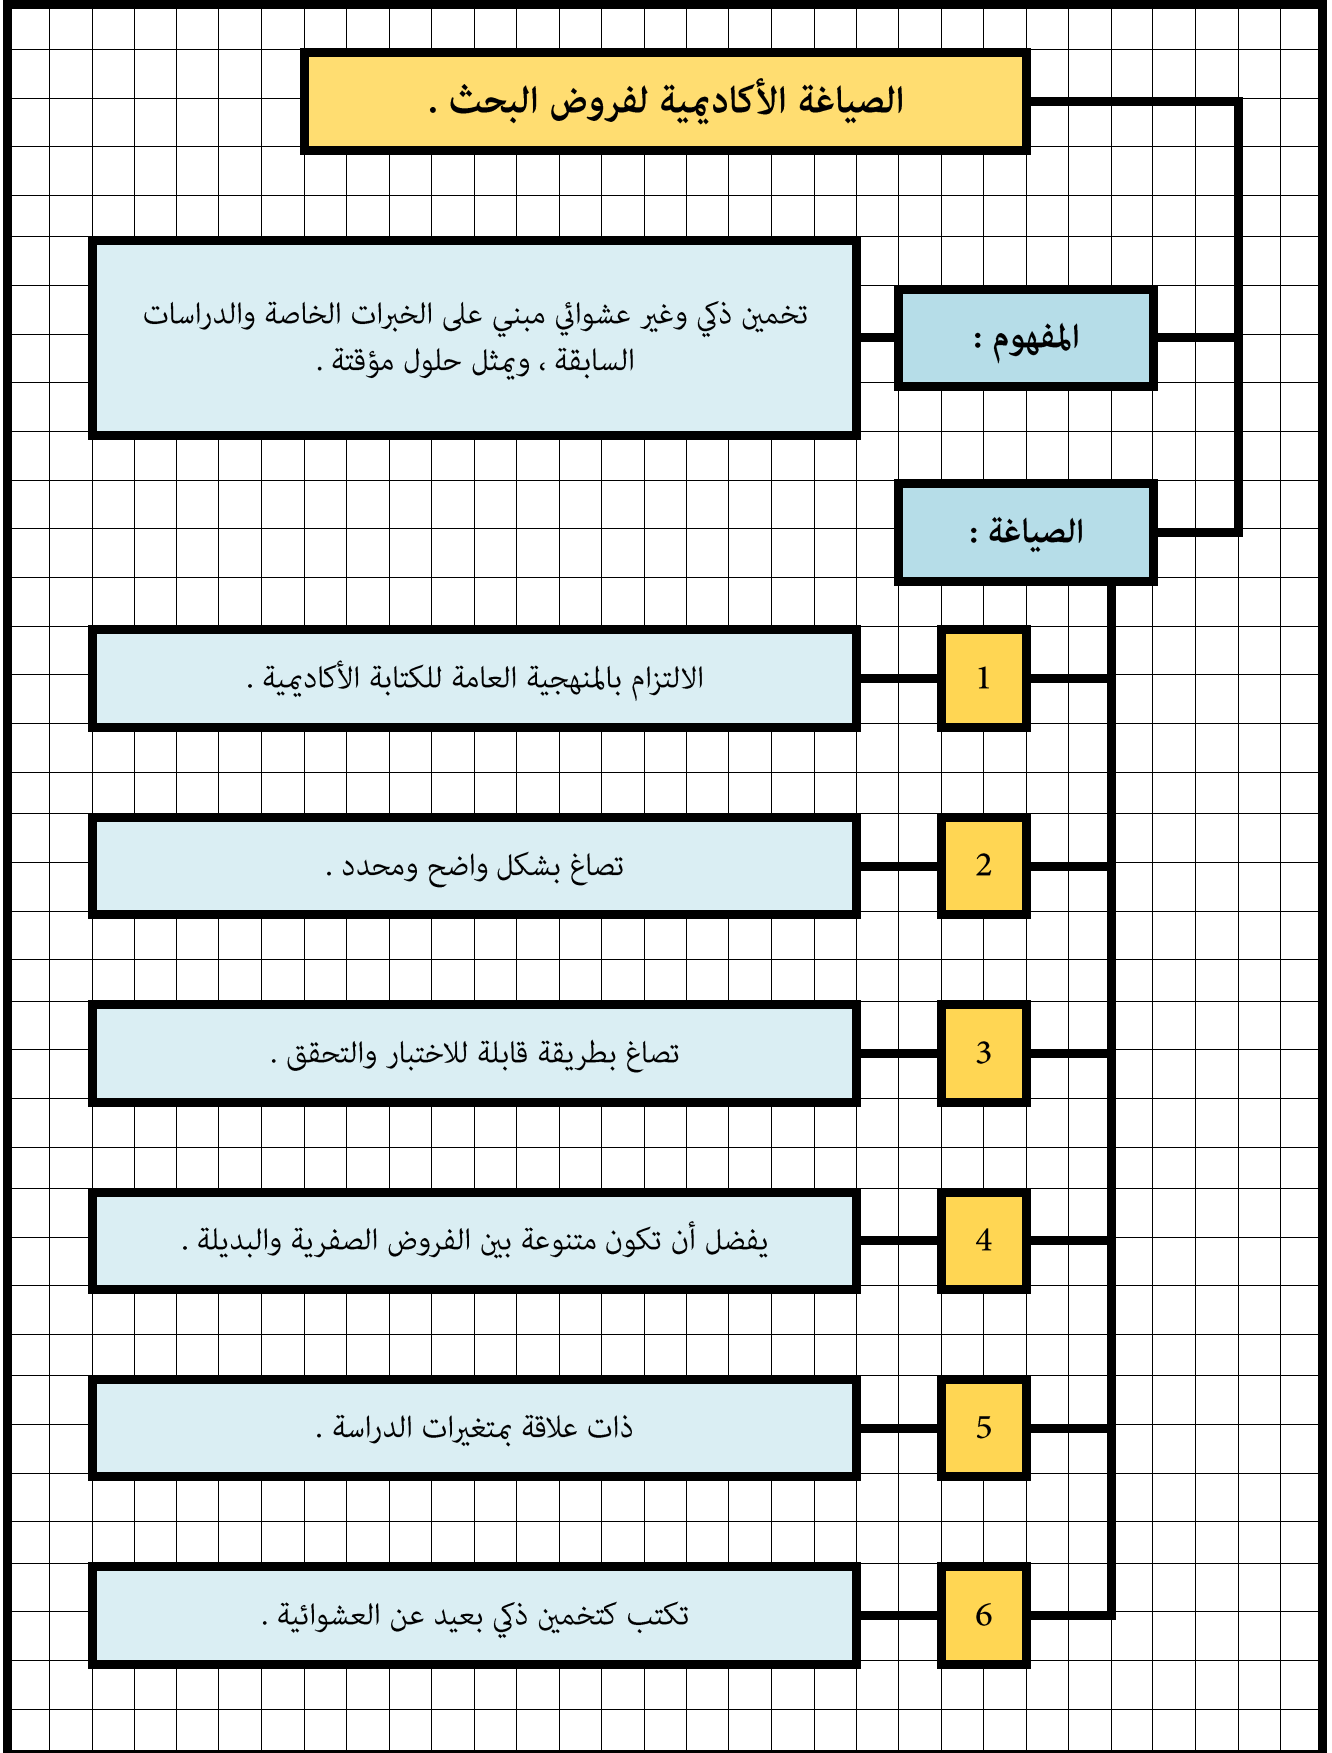 الصياغة الأكاديمية لفروض البحث .
المفهوم :
تخمين ذكي وغير عشوائي مبني على الخبرات الخاصة والدراسات
السابقة ، ويمثل حلول مؤقتة .
الصياغة :
1
الالتزام بالمنهجية العامة للكتابة الأكاديمية .
2
تصاغ بشكل واضح ومحدد .
3
تصاغ بطريقة قابلة للاختبار والتحقق .
4
يفضل أن تكون متنوعة بين الفروض الصفرية والبديلة .
5
ذات علاقة بمتغيرات الدراسة .
6
تكتب كتخمين ذكي بعيد عن العشوائية .